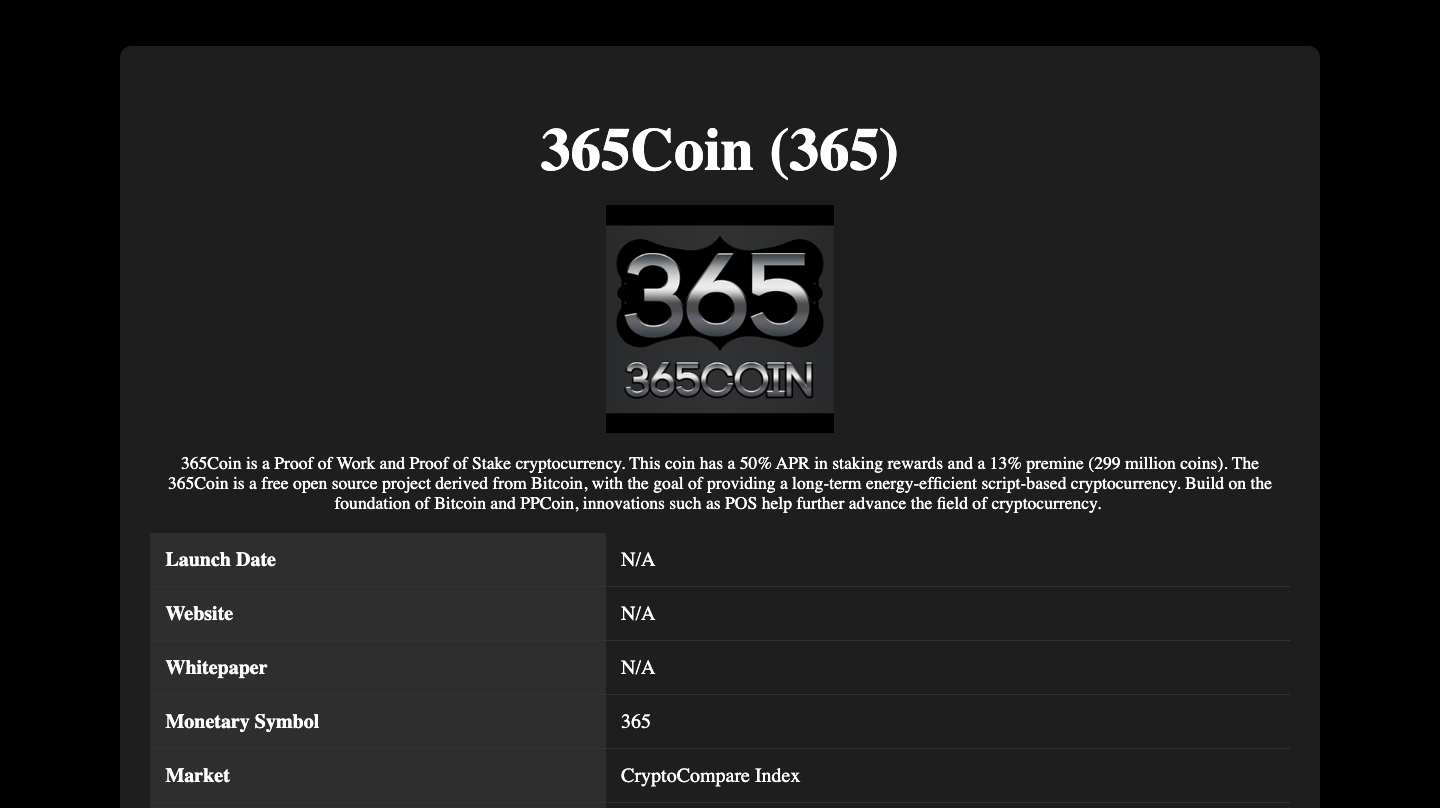 365Coin (365)
365
365COIN
365Coin is a Proof of Work and Proof of Stake cryptocurrency. This coin has a 50% APR in staking rewards and a 13% premine (299 million coins). The
365Coin is a free open source project derived from Bitcoin, with the goal of providing a long-term energy-efficient script-based cryptocurrency. Build on the
foundation of Bitcoin and PPCoin, innovations such as POS help further advance the field of cryptocurrency.
Launch Date N/A
Website N/A
Whitepaper N/A
Monetary Symbol 365
Market CryptoCompare Index